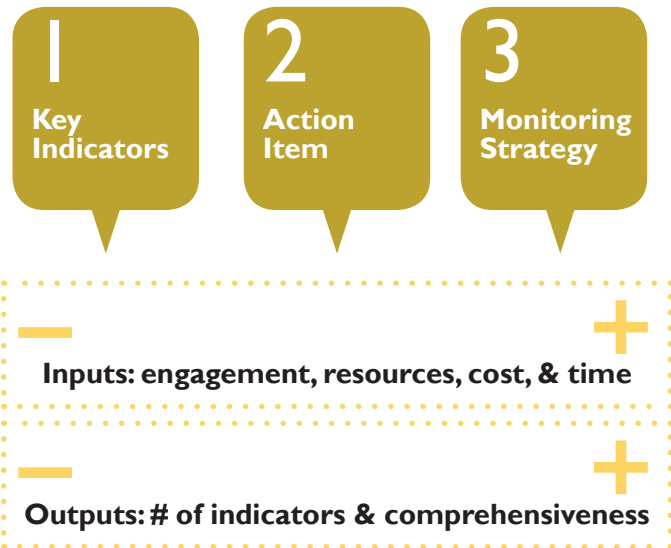 1
Key
Indicators
2
Action
Item
3
Monitoring
Strategy
– +
Inputs: engagement, resources, cost, & time
– +
Outputs: # of indicators & comprehensiveness